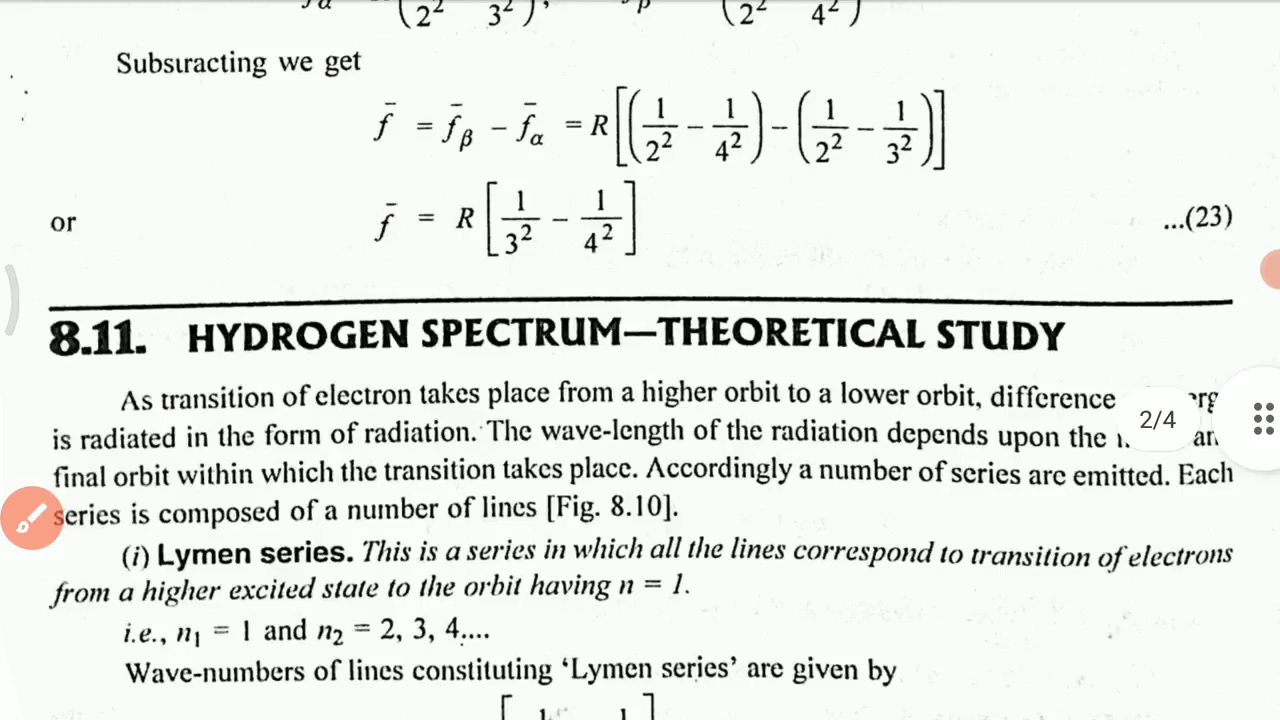 2² 3² 2² 4²
Substracting we get
f̄ = f̄β − f̄α = R[(1/2² − 1/4²) − (1/2² − 1/3²)]
or f̄ = R[1/3² − 1/4²] ...(23)
8.11. HYDROGEN SPECTRUM—THEORETICAL STUDY
As transition of electron takes place from a higher orbit to a lower orbit, difference
is radiated in the form of radiation. The wave-length of the radiation depends upon the
final orbit within which the transition takes place. Accordingly a number of series are emitted. Each
series is composed of a number of lines [Fig. 8.10].
(i) Lymen series. This is a series in which all the lines correspond to transition of electrons
from a higher excited state to the orbit having n = 1.
i.e., n₁ = 1 and n₂ = 2, 3, 4....
Wave-numbers of lines constituting ‘Lymen series’ are given by
2/4